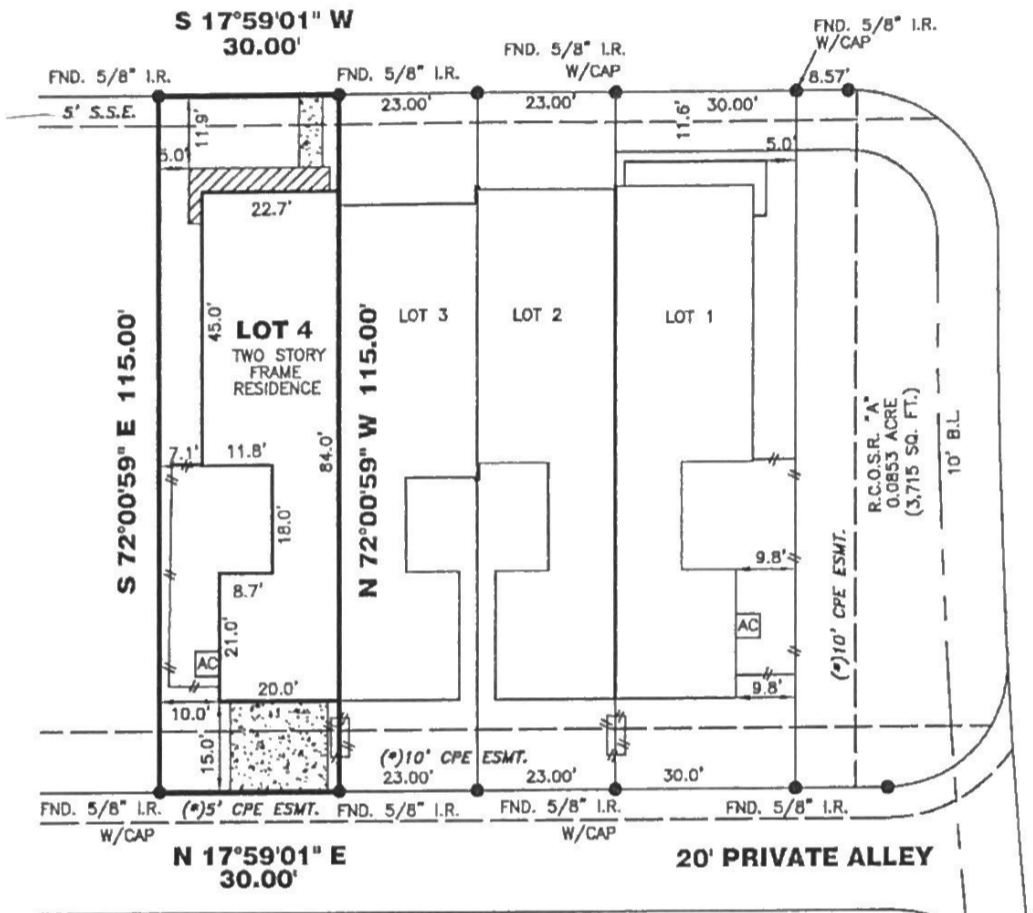 S 17°59'01" W
30.00'
FND. 5/8" I.R.
W/CAP
FND. 5/8" I.R.
W/CAP
FND. 5/8" I.R.
FND. 5/8" I.R.
8.57'
23.00'
23.00'
30.00'
5' S.S.E.
11.9'
11.6'
5.0'
5.0'
22.7'
45.0'
LOT 4
TWO STORY
FRAME
RESIDENCE
LOT 3
LOT 2
LOT 1
S 72°00'59" E 115.00'
84.0'
N 72°00'59" W 115.00'
R.C.O.S.R. "A"
0.0853 ACRE
(3,715 SQ. FT.)
10' B.L.
7.1'
11.8'
18.0'
8.7'
21.0'
AC
20.0'
9.8'
AC
9.8'
(*)10' CPE ESMT.
10.0'
15.0'
(*)10' CPE ESMT.
23.00'
23.00'
30.0'
FND. 5/8" I.R.
W/CAP
(*)5' CPE ESMT.
FND. 5/8" I.R.
FND. 5/8" I.R.
W/CAP
FND. 5/8" I.R.
N 17°59'01" E
30.00'
20' PRIVATE ALLEY